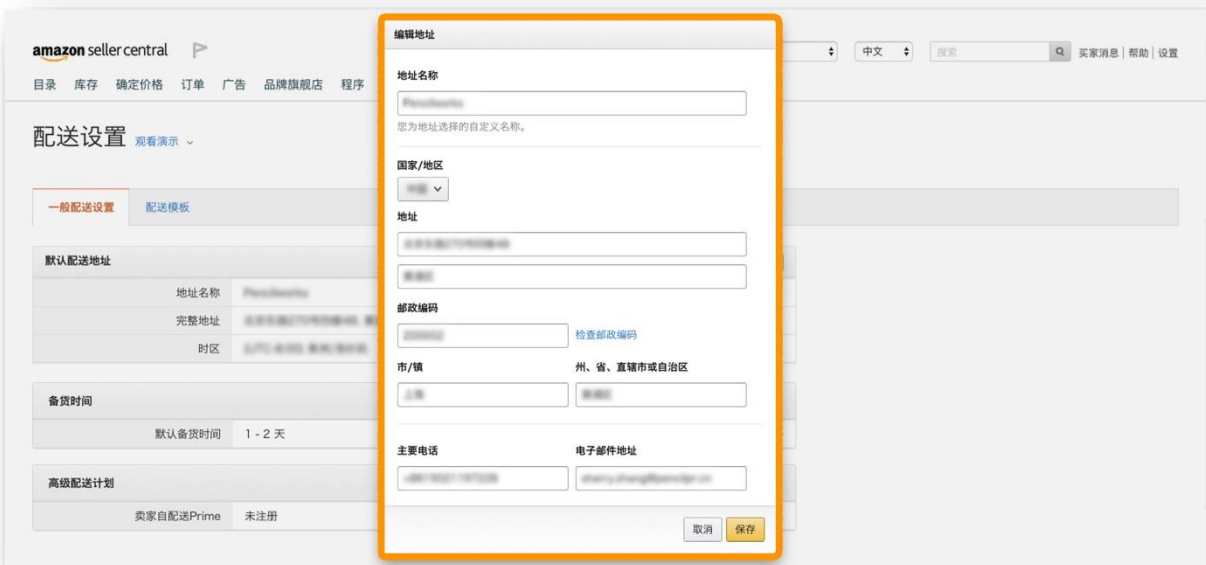 amazon seller central
中文
搜索
买家消息 | 帮助 | 设置
目录 库存 确定价格 订单 广告 品牌旗舰店 程序
配送设置 观看演示
一般配送设置
配送模板
默认配送地址
地址名称
完整地址
时区
备货时间
默认备货时间 1 - 2 天
高级配送计划
卖家自配送Prime 未注册
编辑地址
地址名称
您为地址选择的自定义名称。
国家/地区
地址
邮政编码
检查邮政编码
市/镇 州、省、直辖市或自治区
主要电话 电子邮件地址
取消 保存